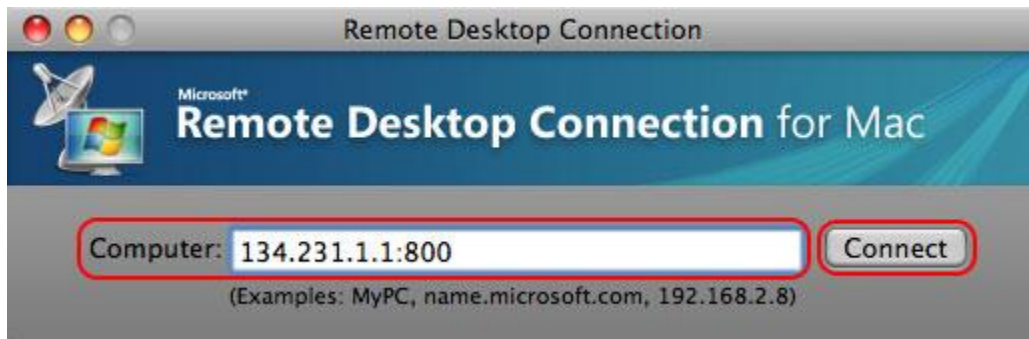 Remote Desktop Connection
Microsoft®
Remote Desktop Connection for Mac
Computer: 134.231.1.1:800 Connect
(Examples: MyPC, name.microsoft.com, 192.168.2.8)